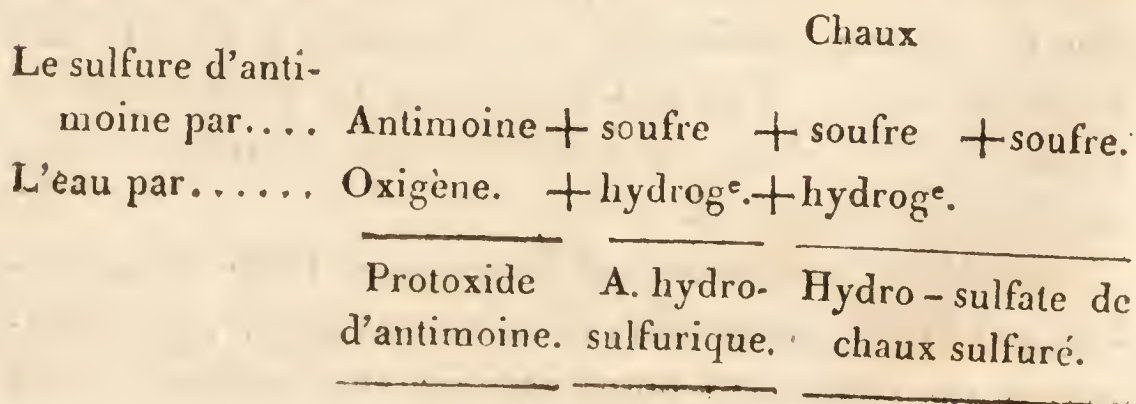 Chaux
Le sulfure d'anti-
moine par.... Antimoine + soufre + soufre + soufre.
L'eau par...... Oxigène. + hydrogᵉ. + hydrogᵉ.
Protoxide A. hydro- Hydro – sulfate de
d'antimoine. sulfurique. chaux sulfuré.